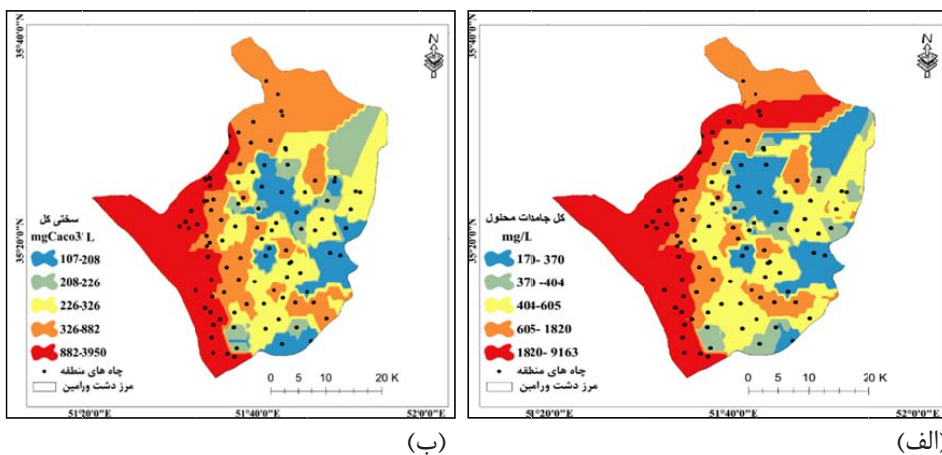 35°40'0"N
35°20'0"N
N
سختی کل
mgCaco3/ L
107-208
208-226
226-326
326-882
882-3950
چاه های منطقه
مرز دشت ورامین
0 5 10 20 K
51°20'0"E
51°40'0"E
52°0'0"E
(ب)
35°40'0"N
35°20'0"N
N
کل جامدات محلول
mg/L
170- 370
370 -404
404-605
605- 1820
1820- 9163
چاه های منطقه
مرز دشت ورامین
0 5 10 20 K
51°20'0"E
51°40'0"E
52°0'0"E
(الف)